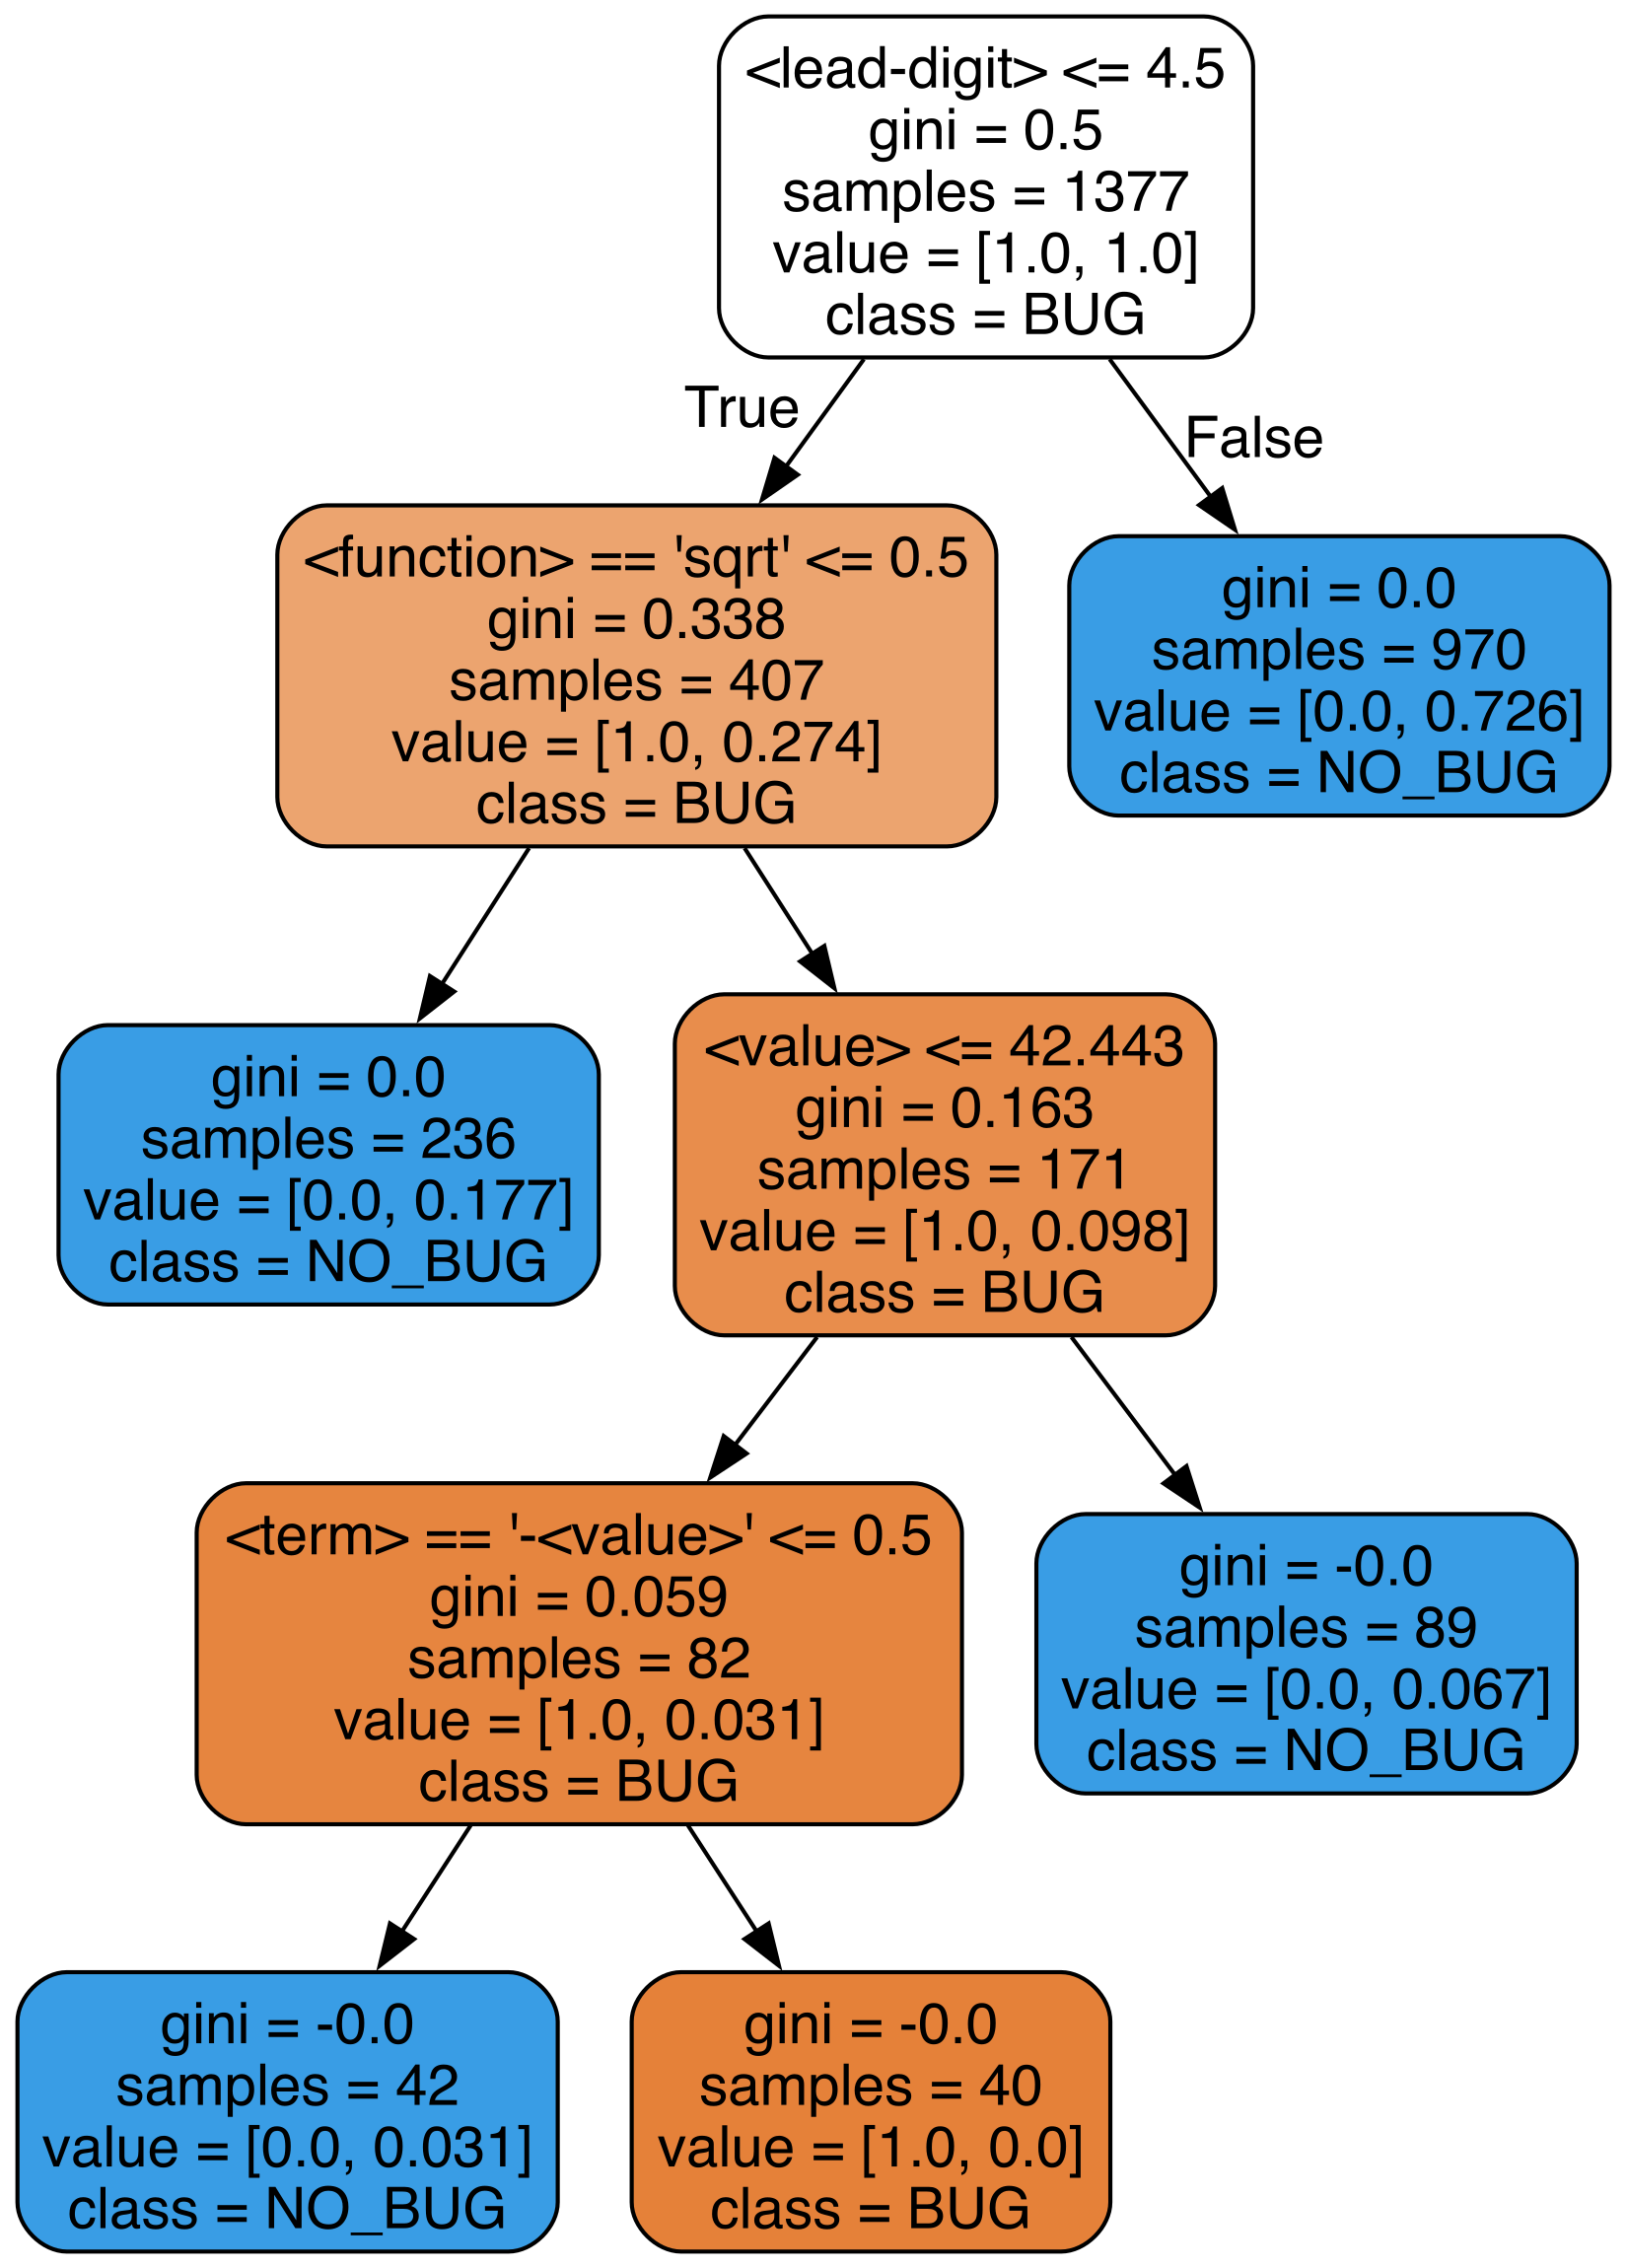 <lead-digit> <= 4.5
gini = 0.5
samples = 1377
value = [1.0, 1.0]
class = BUG
True
False
<function> == 'sqrt' <= 0.5
gini = 0.338
samples = 407
value = [1.0, 0.274]
class = BUG
gini = 0.0
samples = 970
value = [0.0, 0.726]
class = NO_BUG
gini = 0.0
samples = 236
value = [0.0, 0.177]
class = NO_BUG
<value> <= 42.443
gini = 0.163
samples = 171
value = [1.0, 0.098]
class = BUG
<term> == '-<value>' <= 0.5
gini = 0.059
samples = 82
value = [1.0, 0.031]
class = BUG
gini = -0.0
samples = 89
value = [0.0, 0.067]
class = NO_BUG
gini = -0.0
samples = 42
value = [0.0, 0.031]
class = NO_BUG
gini = -0.0
samples = 40
value = [1.0, 0.0]
class = BUG